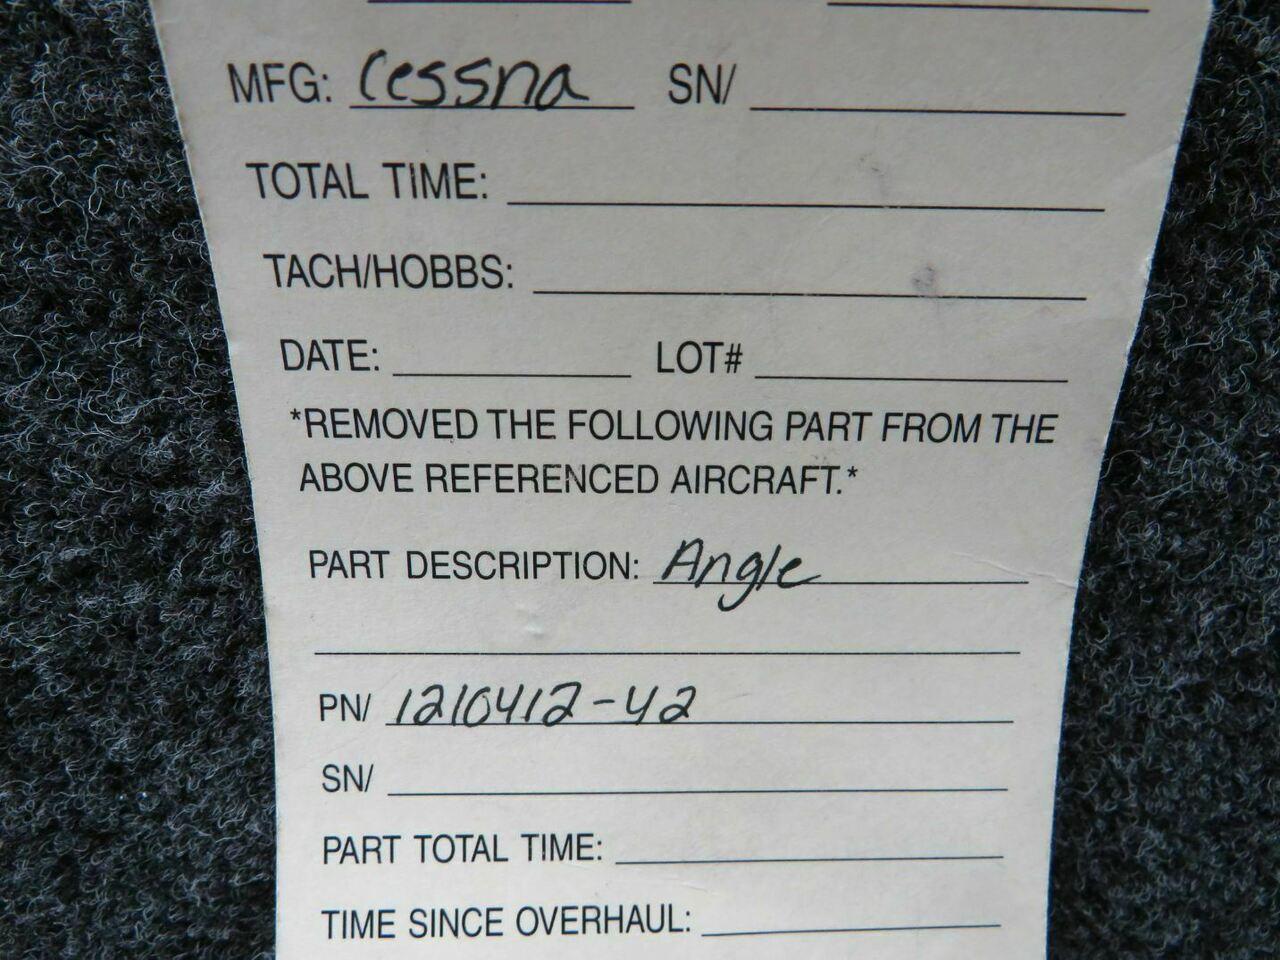 MFG: Cessna SN/
TOTAL TIME:
TACH/HOBBS:
DATE: LOT#
*REMOVED THE FOLLOWING PART FROM THE
ABOVE REFERENCED AIRCRAFT.*
PART DESCRIPTION: Angle
PN/ 1210412-42
SN/
PART TOTAL TIME:
TIME SINCE OVERHAUL: